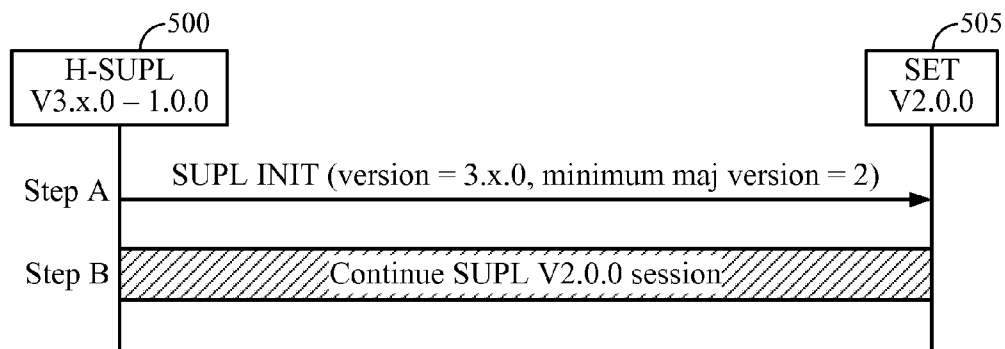 500
505
H-SUPL
V3.x.0 – 1.0.0
SET
V2.0.0
Step A
SUPL INIT (version = 3.x.0, minimum maj version = 2)
Step B
Continue SUPL V2.0.0 session